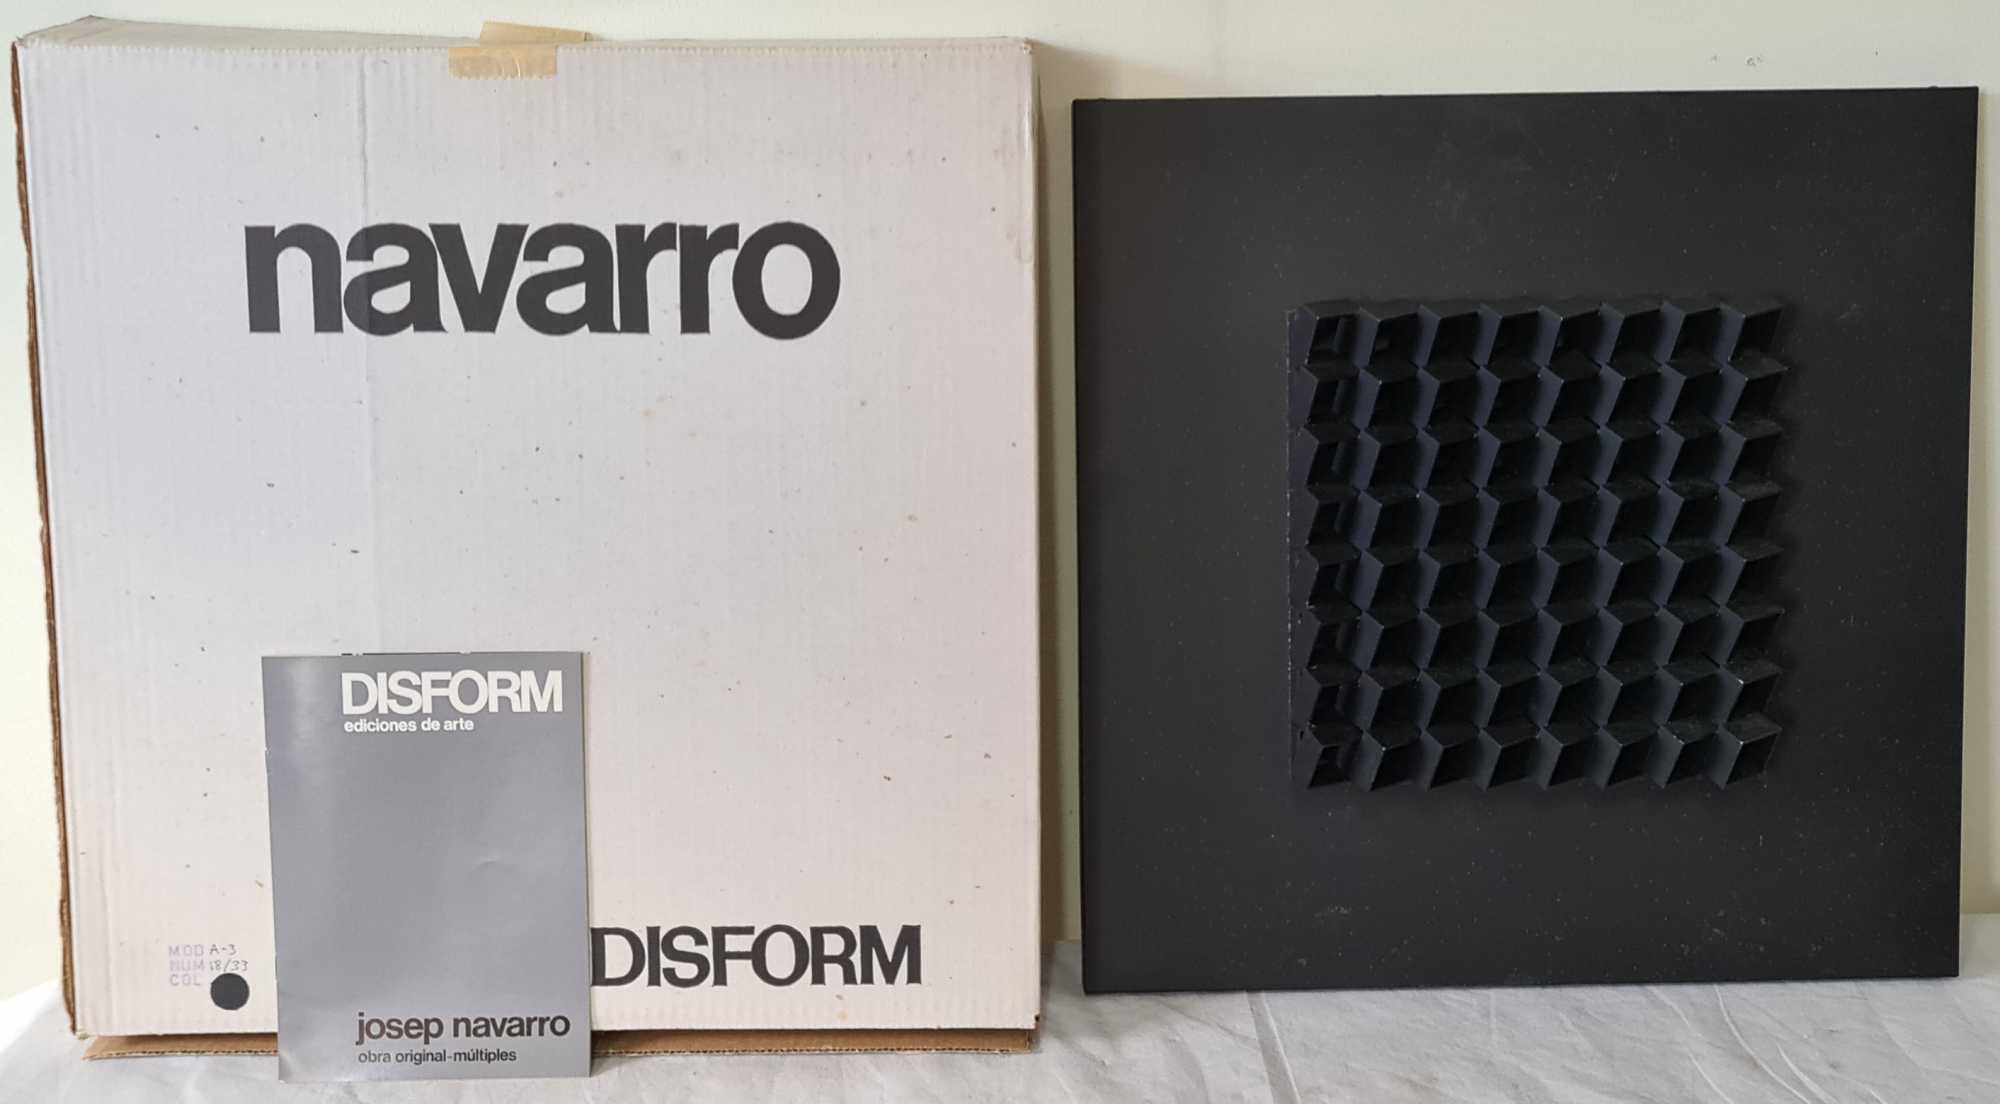 navarro
DISFORM
ediciones de arte
josep navarro
obra original-múltiples
MOD A-3
NUM 18/33
COL
DISFORM